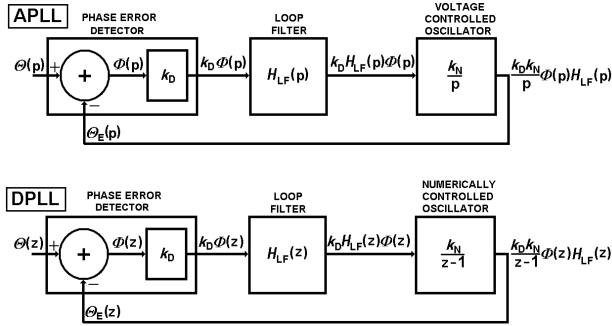 APLL
PHASE ERROR
DETECTOR
LOOP
FILTER
VOLTAGE
CONTROLLED
OSCILLATOR
Θ(p) + + Φ(p) k_D k_DΦ(p) H_LF(p) k_DH_LF(p)Φ(p) k_N/p k_Dk_N/p Φ(p)H_LF(p)
−
Θ_E(p)
DPLL
PHASE ERROR
DETECTOR
LOOP
FILTER
NUMERICALLY
CONTROLLED
OSCILLATOR
Θ(z) + + Φ(z) k_D k_DΦ(z) H_LF(z) k_DH_LF(z)Φ(z) k_N/z-1 k_Dk_N/z-1 Φ(z)H_LF(z)
−
Θ_E(z)